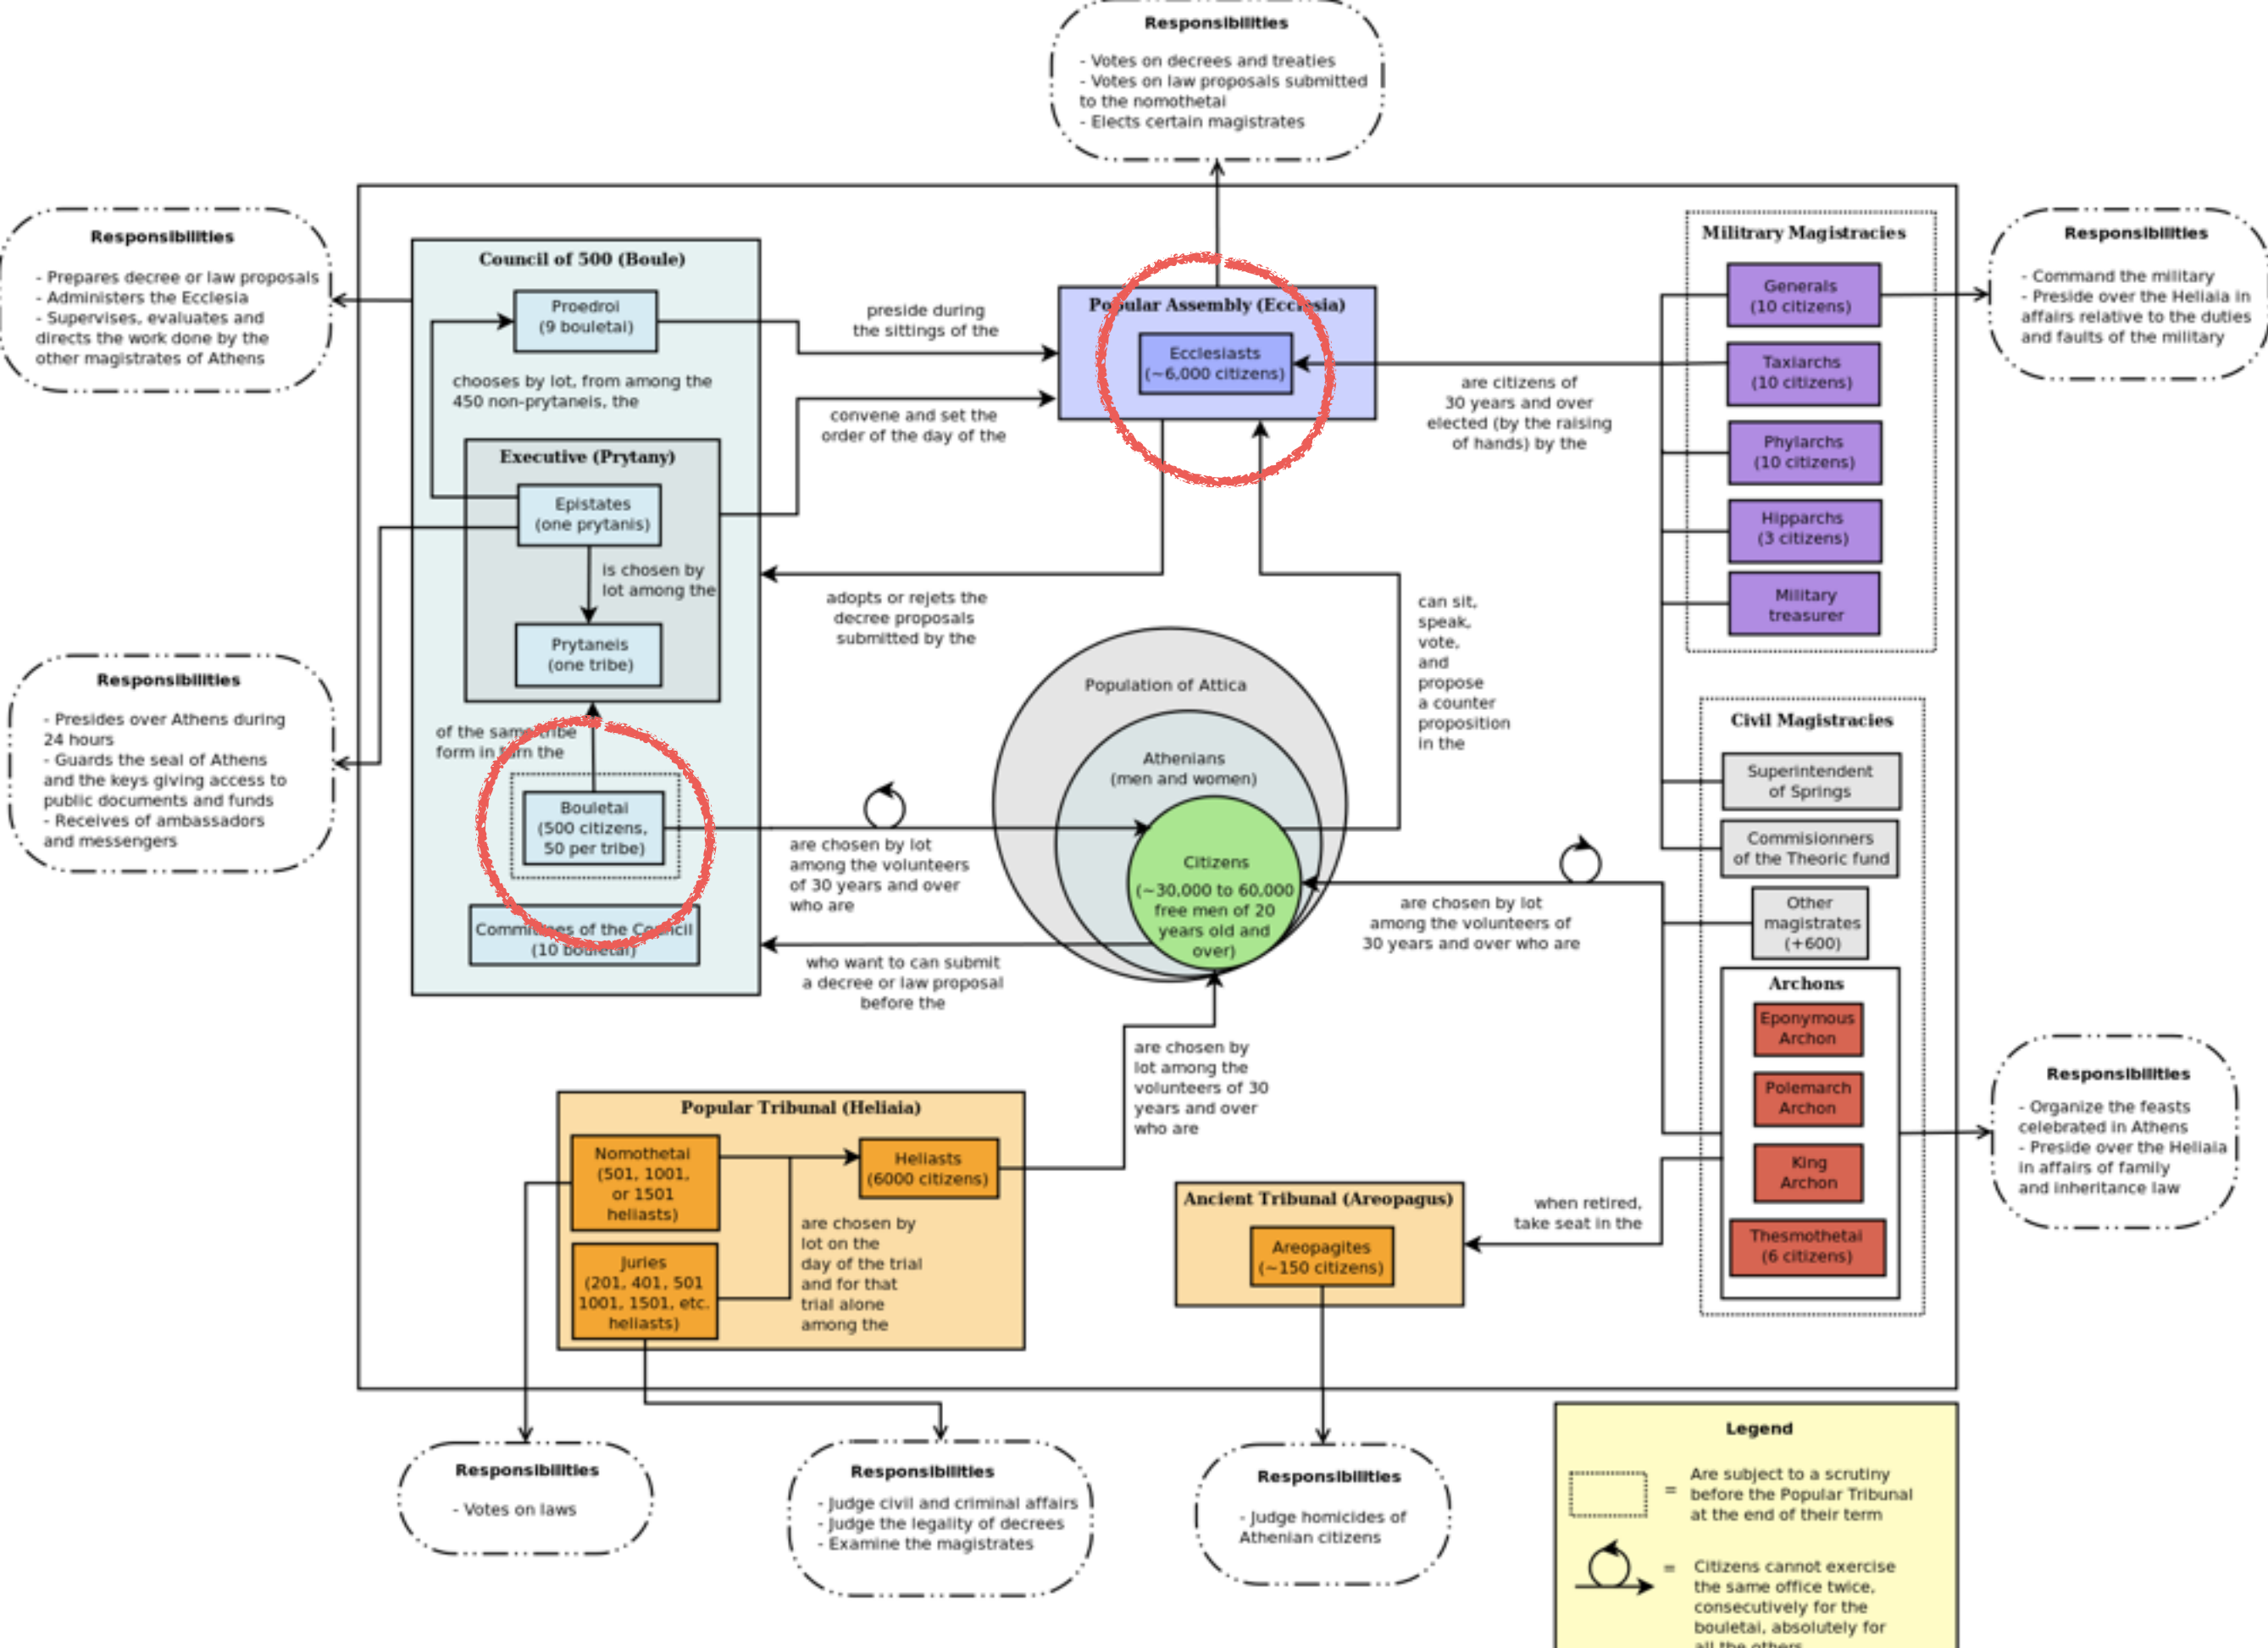 Responsibilities
- Votes on decrees and treaties
- Votes on law proposals submitted
to the nomothetai
- Elects certain magistrates
Responsibilities
- Prepares decree or law proposals
- Administers the Ecclesia
- Supervises, evaluates and
directs the work done by the
other magistrates of Athens
Council of 500 (Boule)
Proedroi
(9 bouletai)
chooses by lot, from among the
450 non-prytaneis, the
Executive (Prytany)
Epistates
(one prytanis)
is chosen by
lot among the
Prytaneis
(one tribe)
of the same tribe
form in turn the
Bouletai
(500 citizens,
50 per tribe)
Committees of the Council
(10 bouletai)
preside during
the sittings of the
convene and set the
order of the day of the
adopts or rejets the
decree proposals
submitted by the
Popular Assembly (Ecclesia)
Ecclesiasts
(~6,000 citizens)
are citizens of
30 years and over
elected (by the raising
of hands) by the
can sit,
speak,
vote,
and
propose
a counter
proposition
in the
Militrary Magistracies
Generals
(10 citizens)
Taxiarchs
(10 citizens)
Phylarchs
(10 citizens)
Hipparchs
(3 citizens)
Military
treasurer
Responsibilities
- Command the military
- Preside over the Heliaia in
affairs relative to the duties
and faults of the military
Responsibilities
- Presides over Athens during
24 hours
- Guards the seal of Athens
and the keys giving access to
public documents and funds
- Receives of ambassadors
and messengers
are chosen by lot
among the volunteers
of 30 years and over
who are
who want to can submit
a decree or law proposal
before the
Population of Attica
Athenians
(men and women)
Citizens
(~30,000 to 60,000
free men of 20
years old and
over)
are chosen by lot
among the volunteers of
30 years and over who are
Civil Magistracies
Superintendent
of Springs
Commisionners
of the Theoric fund
Other
magistrates
(+600)
Archons
Eponymous
Archon
Polemarch
Archon
King
Archon
Thesmothetai
(6 citizens)
Responsibilities
- Organize the feasts
celebrated in Athens
- Preside over the Heliaia
in affairs of family
and inheritance law
are chosen by
lot among the
volunteers of 30
years and over
who are
Popular Tribunal (Heliaia)
Nomothetai
(501, 1001,
or 1501
heliasts)
Heliasts
(6000 citizens)
Juries
(201, 401, 501
1001, 1501, etc.
heliasts)
are chosen by
lot on the
day of the trial
and for that
trial alone
among the
Ancient Tribunal (Areopagus)
Areopagites
(~150 citizens)
when retired,
take seat in the
Responsibilities
- Votes on laws
Responsibilities
- Judge civil and criminal affairs
- Judge the legality of decrees
- Examine the magistrates
Responsibilities
- Judge homicides of
Athenian citizens
Legend
= Are subject to a scrutiny
before the Popular Tribunal
at the end of their term
= Citizens cannot exercise
the same office twice,
consecutively for the
bouletai, absolutely for
all the others